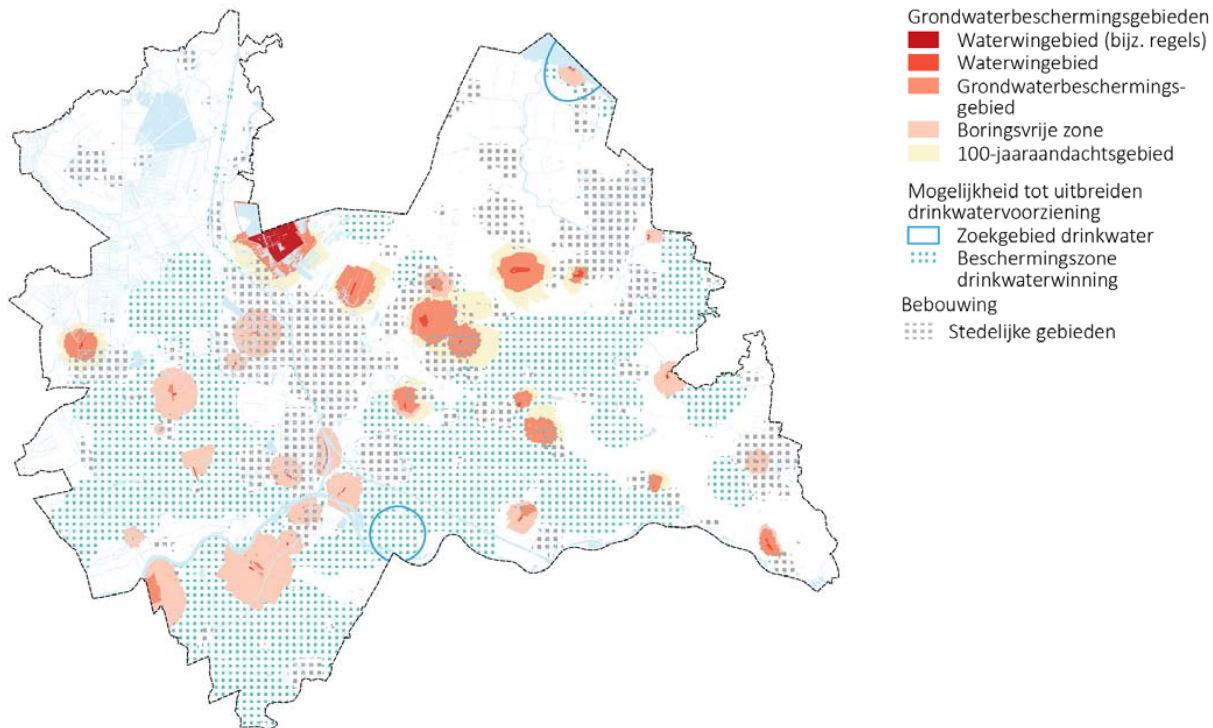 Grondwaterbeschermingsgebieden
Waterwingebied (bijz. regels)
Waterwingebied
Grondwaterbeschermings-
gebied
Boringsvrije zone
100-jaaraandachtsgebied
Mogelijkheid tot uitbreiden
drinkwatervoorziening
Zoekgebied drinkwater
Beschermingszone
drinkwaterwinning
Bebouwing
Stedelijke gebieden